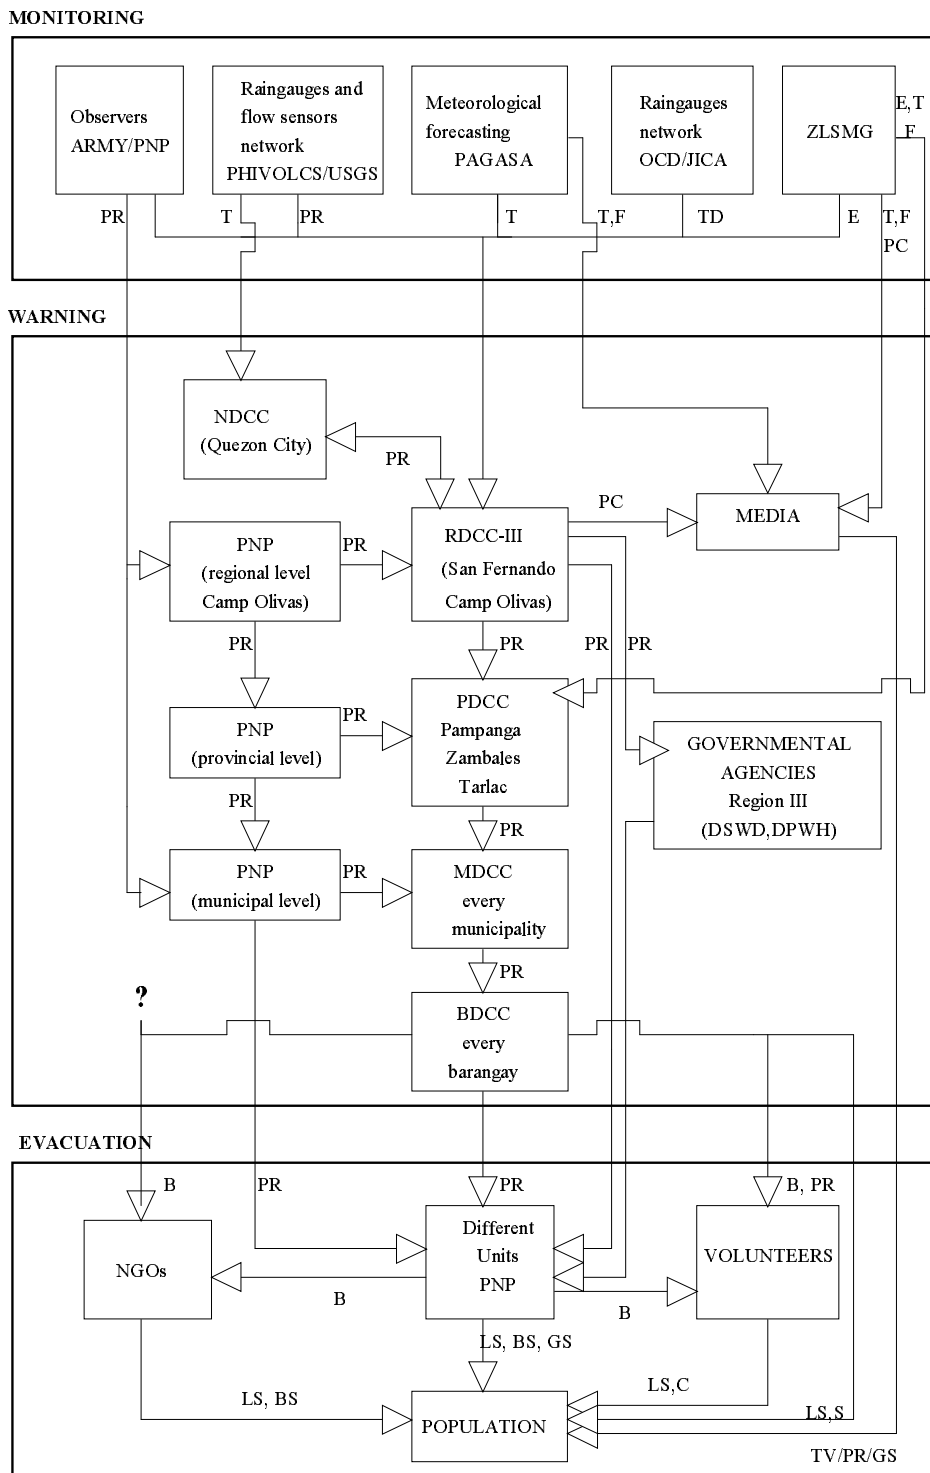 MONITORING
Observers
ARMY/PNP
Raingauges and
flow sensors
network
PHIVOLCS/USGS
Meteorological
forecasting
PAGASA
Raingauges
network
OCD/JICA
ZLSMG
E,T
F
PR
T
PR
T
T,F
TD
E
T,F
PC
WARNING
NDCC
(Quezon City)
PR
PC
MEDIA
PNP
(regional level
Camp Olivas)
PR
RDCC-III
(San Fernando
Camp Olivas)
PR
PR
PR
PR
PNP
(provincial level)
PR
PDCC
Pampanga
Zambales
Tarlac
GOVERNMENTAL
AGENCIES
Region III
(DSWD,DPWH)
PR
PR
PNP
(municipal level)
PR
MDCC
every
municipality
PR
?
BDCC
every
barangay
EVACUATION
B
PR
PR
B, PR
NGOs
Different
Units
PNP
VOLUNTEERS
B
B
LS, BS, GS
LS, BS
LS,C
LS,S
POPULATION
TV/PR/GS